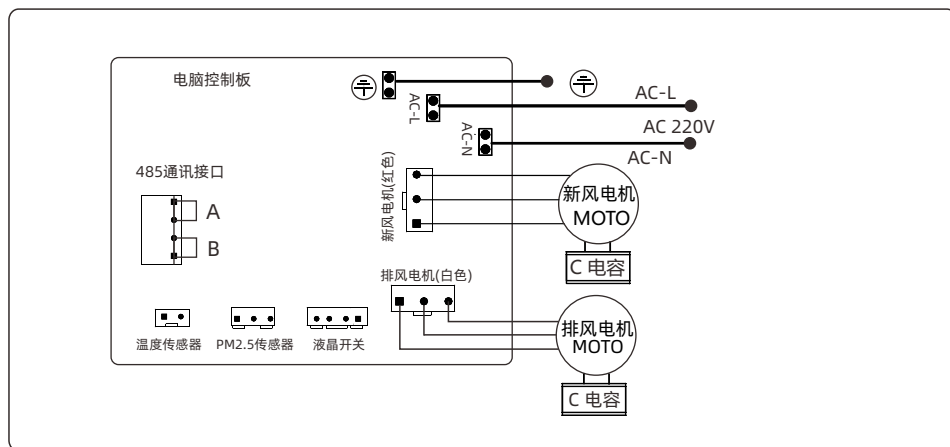 电脑控制板
AC-L
AC-L
AC 220V
AC-N
AC-N
485通讯接口
A
B
新风电机(红色)
新风电机
MOTO
C 电容
排风电机(白色)
排风电机
MOTO
C 电容
温度传感器
PM2.5传感器
液晶开关